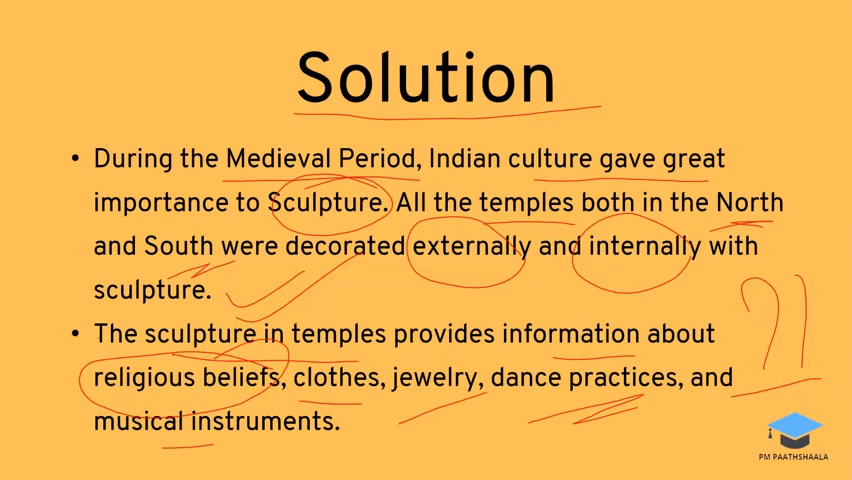 Solution
• During the Medieval Period, Indian culture gave great
importance to Sculpture. All the temples both in the North
and South were decorated externally and internally with
sculpture.
• The sculpture in temples provides information about
religious beliefs, clothes, jewelry, dance practices, and
musical instruments.
PM PAATHSHAALA